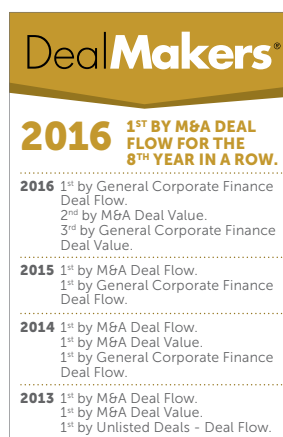 DealMakers®
2016 1ST BY M&A DEAL
FLOW FOR THE
8TH YEAR IN A ROW.
2016 1st by General Corporate Finance
Deal Flow.
2nd by M&A Deal Value.
3rd by General Corporate Finance
Deal Value.
2015 1st by M&A Deal Flow.
1st by General Corporate Finance
Deal Flow.
2014 1st by M&A Deal Flow.
1st by M&A Deal Value.
1st by General Corporate Finance
Deal Flow.
2013 1st by M&A Deal Flow.
1st by M&A Deal Value.
1st by Unlisted Deals - Deal Flow.